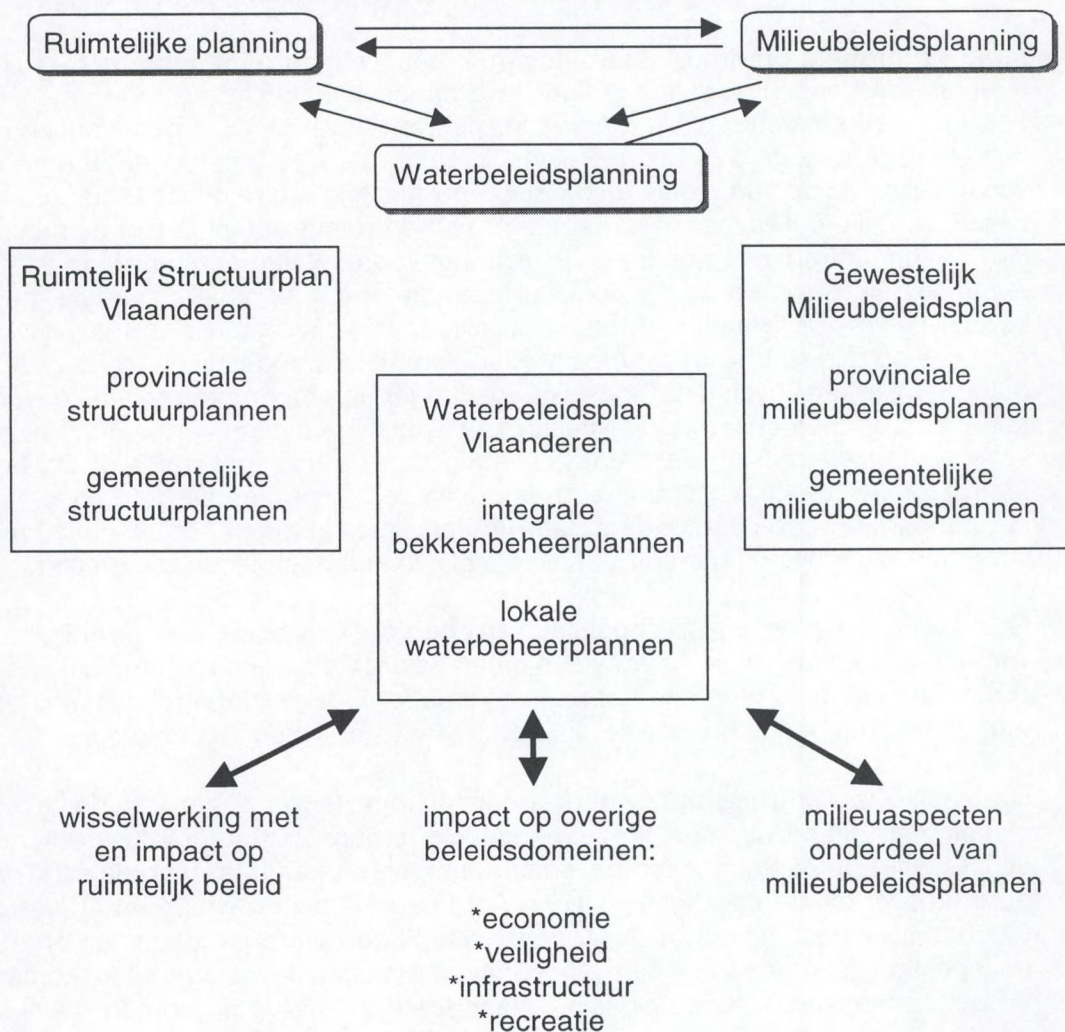 Ruimtelijke planning
Milieubeleidsplanning
Waterbeleidsplanning
Ruimtelijk Structuurplan
Vlaanderen
provinciale
structuurplannen
gemeentelijke
structuurplannen
Waterbeleidsplan
Vlaanderen
integrale
bekkenbeheerplannen
lokale
waterbeheerplannen
Gewestelijk
Milieubeleidsplan
provinciale
milieubeleidsplannen
gemeentelijke
milieubeleidsplannen
wisselwerking met
en impact op
ruimtelijk beleid
impact op overige
beleidsdomeinen:
*economie
*veiligheid
*infrastructuur
*recreatie
milieuaspecten
onderdeel van
milieubeleidsplannen